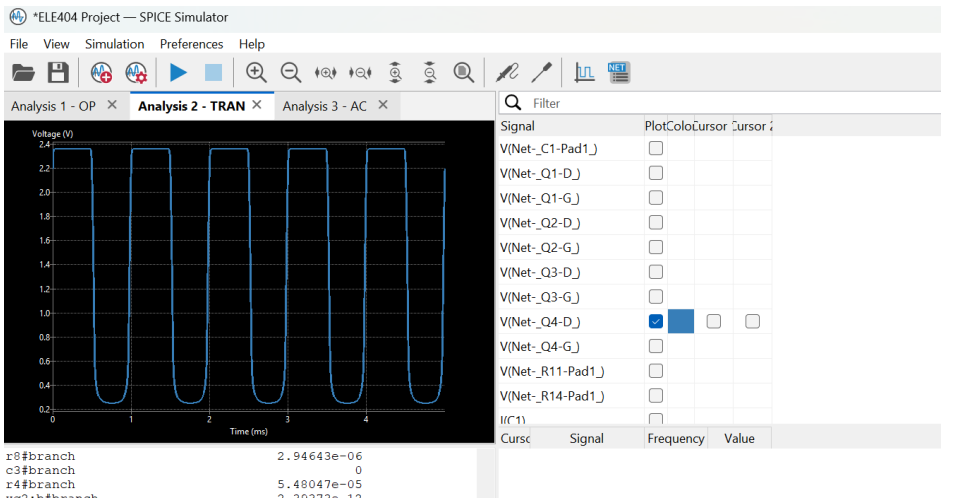 *ELE404 Project — SPICE Simulator
File View Simulation Preferences Help
NET
Analysis 1 - OP × Analysis 2 - TRAN × Analysis 3 - AC ×
Filter
Signal Plot Colo Cursor Cursor 2
Voltage (V)
2.4
2.2
2.0
1.8
1.6
1.4
1.2
1.0
0.8
0.6
0.4
0.2
0 1 2 3 4
Time (ms)
V(Net-_C1-Pad1_)
V(Net-_Q1-D_)
V(Net-_Q1-G_)
V(Net-_Q2-D_)
V(Net-_Q2-G_)
V(Net-_Q3-D_)
V(Net-_Q3-G_)
V(Net-_Q4-D_)
V(Net-_Q4-G_)
V(Net-_R11-Pad1_)
V(Net-_R14-Pad1_)
I(C1)
Cursc Signal Frequency Value
r8#branch 2.94643e-06
c3#branch 0
r4#branch 5.48047e-05